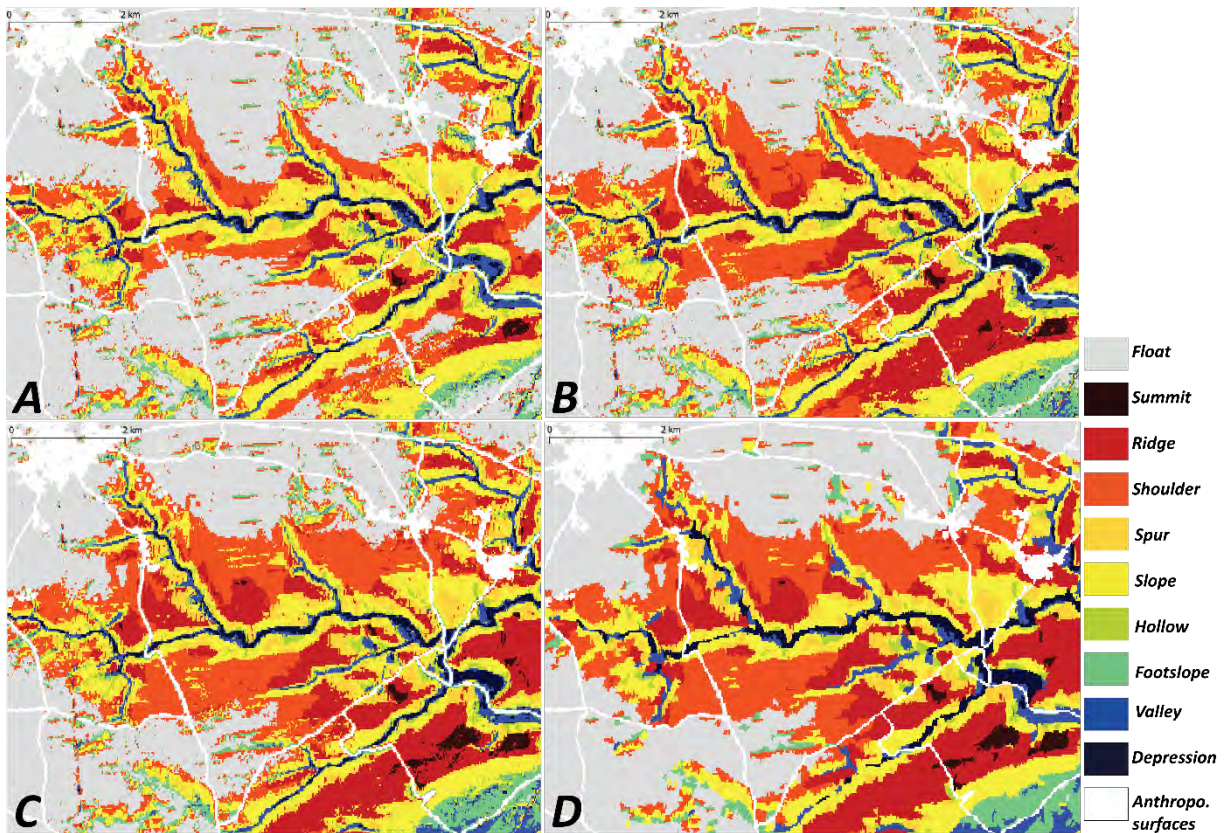 0
2 km
0
2 km
A
B
0
2 km
0
2 km
C
D
Float
Summit
Ridge
Shoulder
Spur
Slope
Hollow
Footslope
Valley
Depression
Anthropo.
surfaces